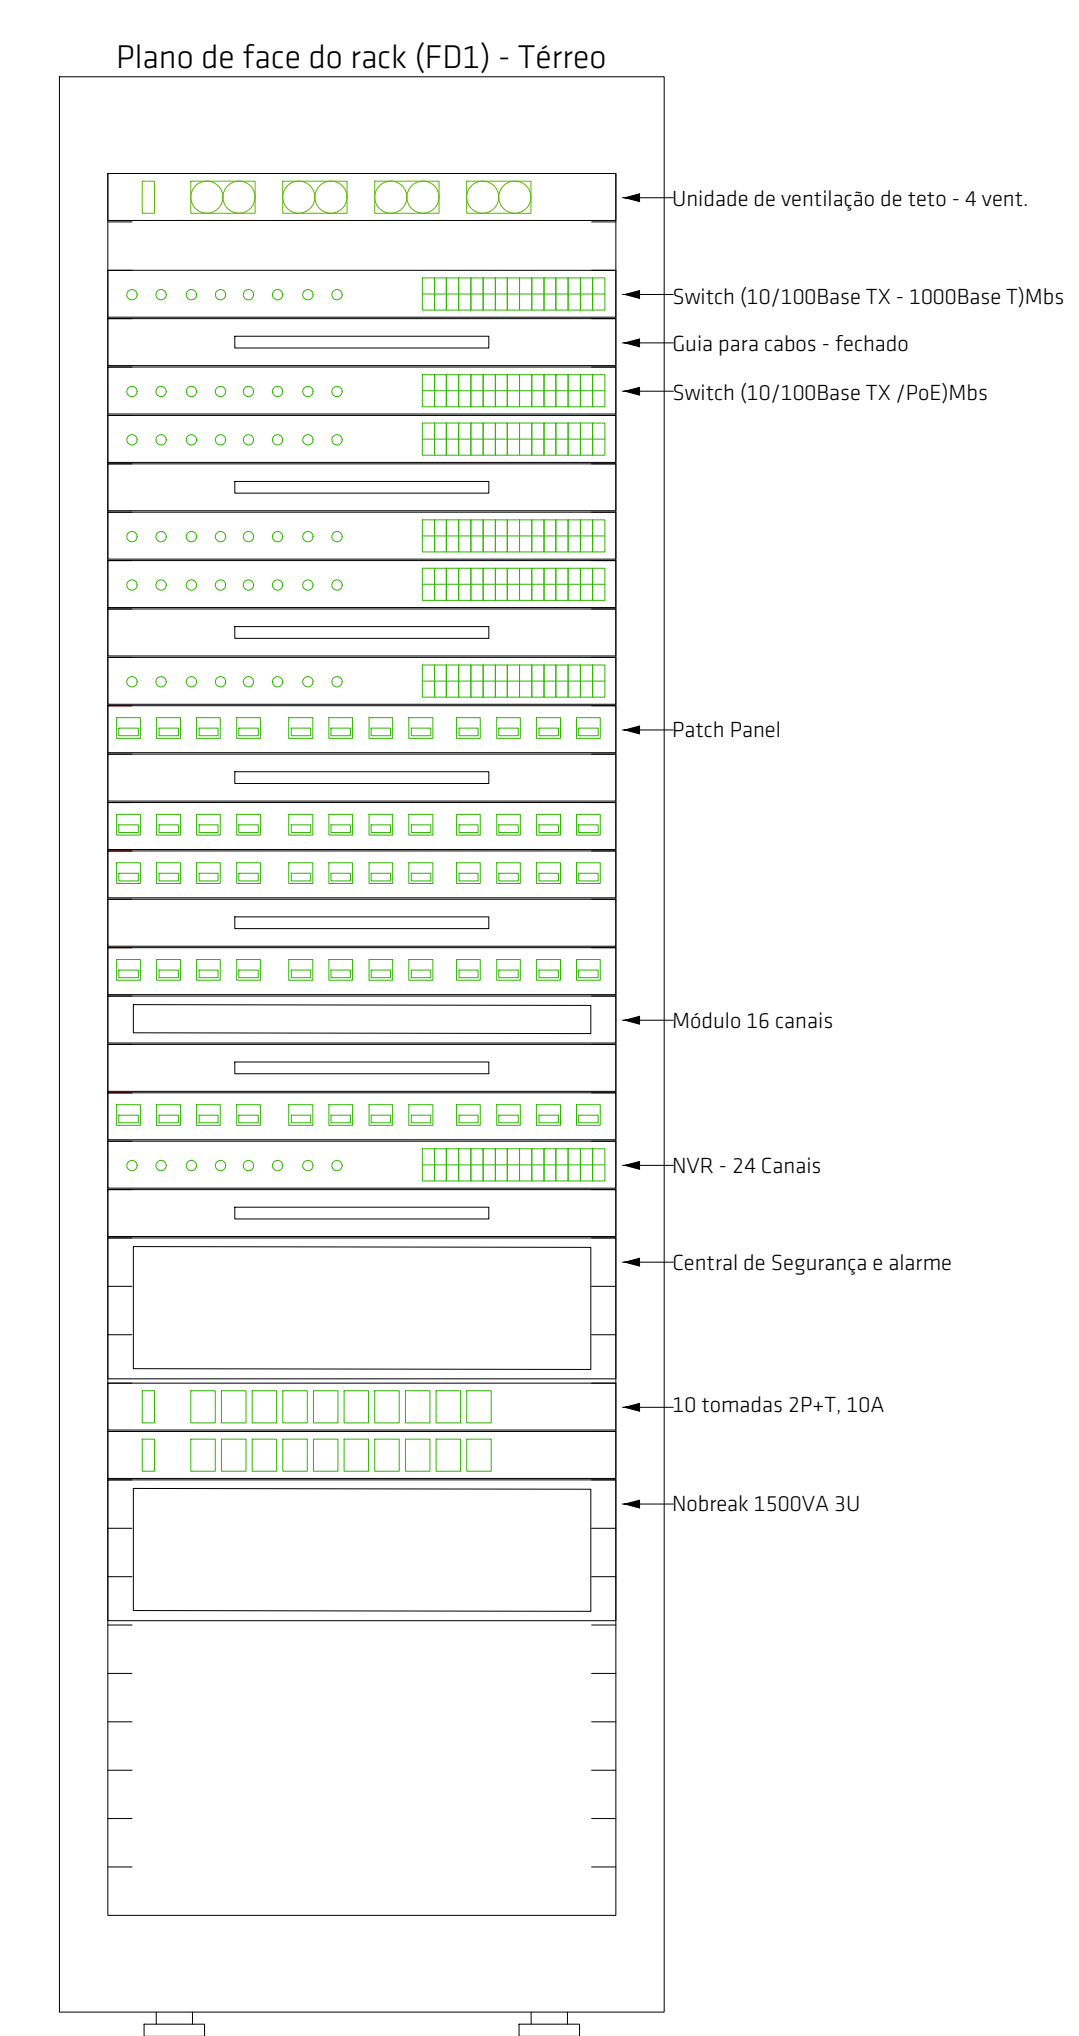 Plano de face do rack (FD1) - Térreo
Unidade de ventilação de teto - 4 vent.
Switch (10/100Base TX - 1000Base T)Mbs
Guia para cabos - fechado
Switch (10/100Base TX /PoE)Mbs
Patch Panel
Módulo 16 canais
NVR - 24 Canais
Central de Segurança e alarme
10 tomadas 2P+T, 10A
Nobreak 1500VA 3U